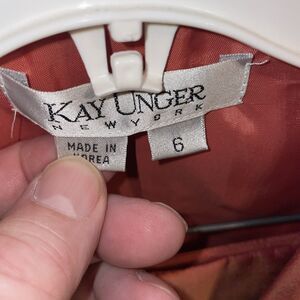 KAY UNGER
NEW YORK
MADE IN
KOREA
6